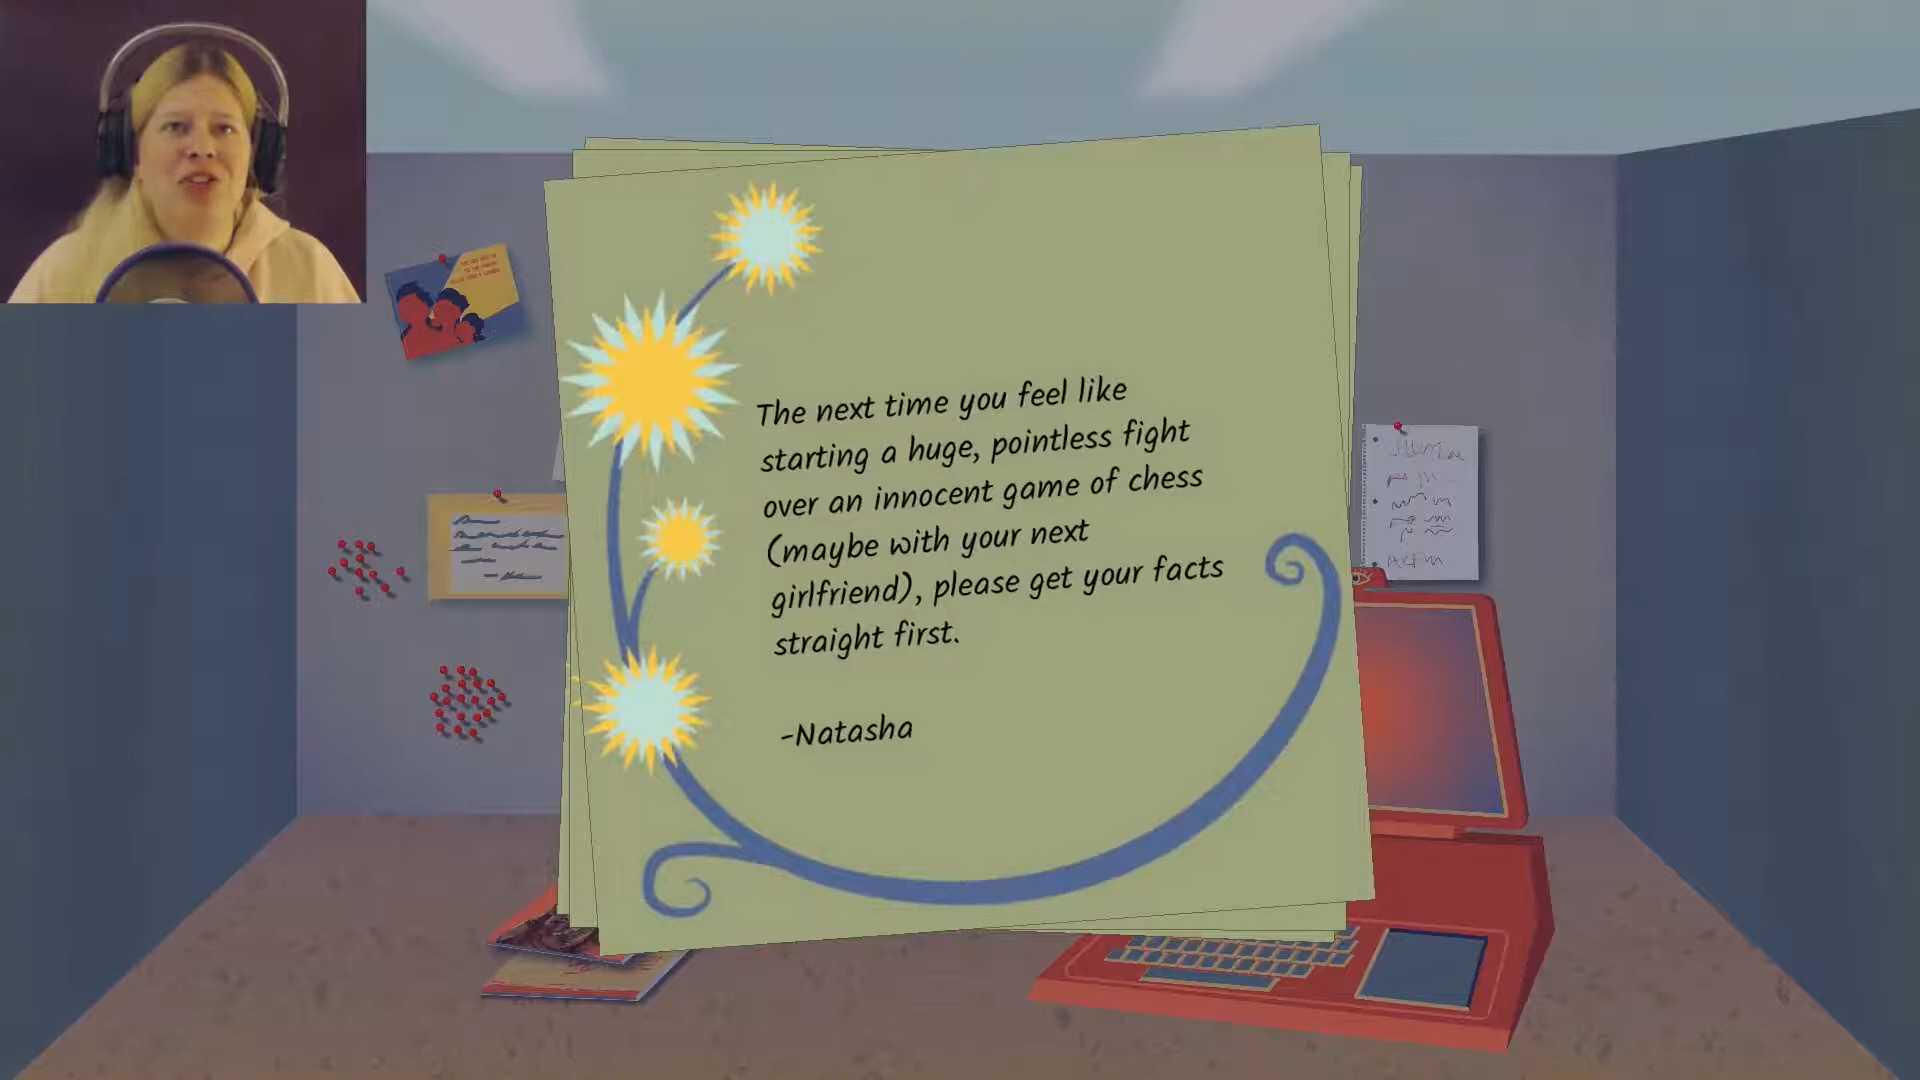 The next time you feel like
starting a huge, pointless fight
over an innocent game of chess
(maybe with your next
girlfriend), please get your facts
straight first.
-Natasha